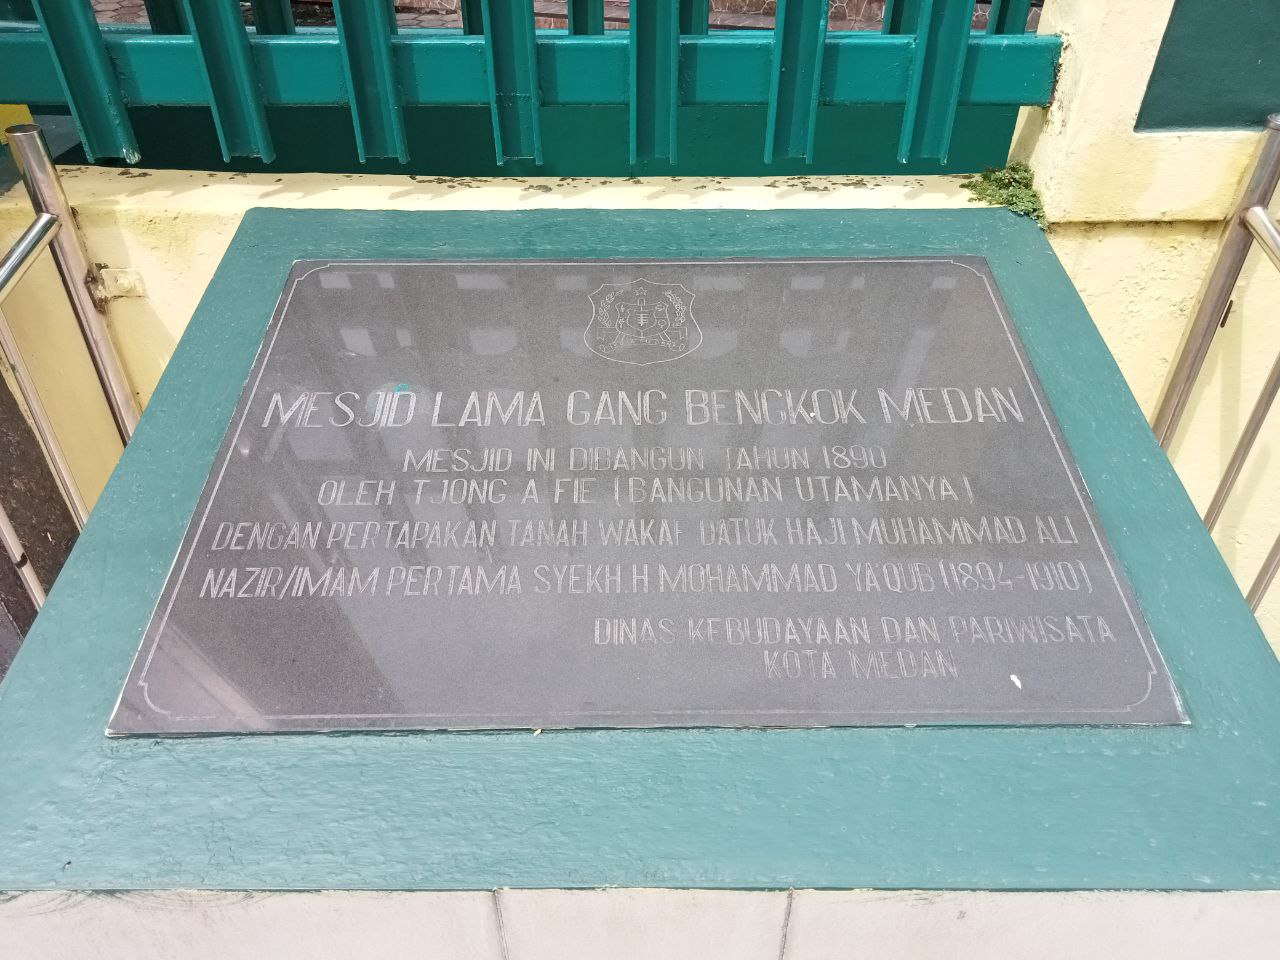 MESJID LAMA GANG BENGKOK MEDAN
MESJID INI DIBANGUN TAHUN 1890
OLEH TJONG A FIE (BANGUNAN UTAMANYA)
DENGAN PERTAPAKAN TANAH WAKAF DATUK HAJI MUHAMMAD ALI
NAZIR/IMAM PERTAMA SYEKH.H MOHAMMAD YA'QUB (1894-1910)
DINAS KEBUDAYAAN DAN PARIWISATA
KOTA MEDAN